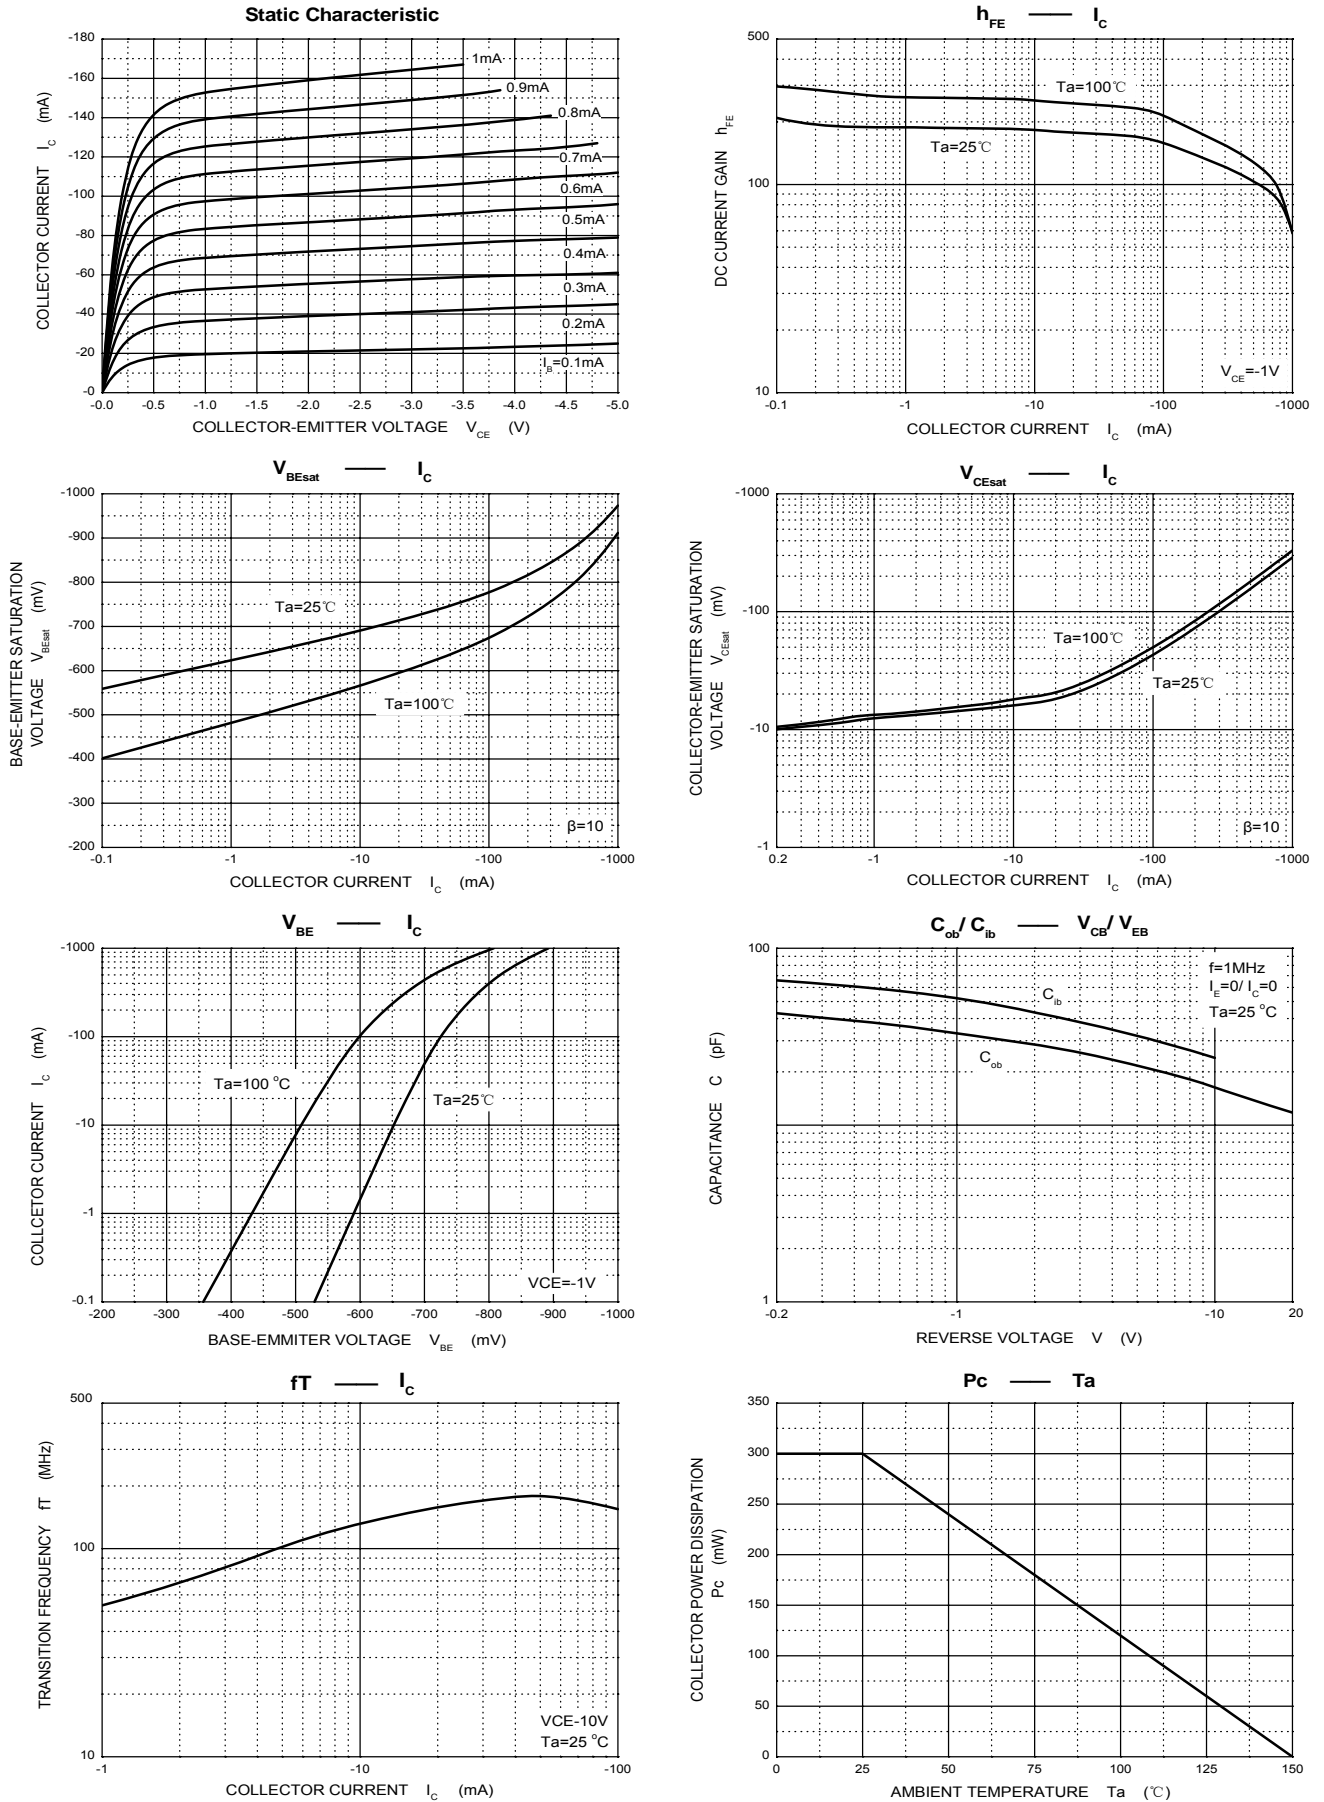 Static Characteristic
-180
-160
-140
-120
-100
-80
-60
-40
-20
-0
COLLECTOR CURRENT I_C (mA)
1mA
0.9mA
0.8mA
0.7mA
0.6mA
0.5mA
0.4mA
0.3mA
0.2mA
I_B=0.1mA
-0.0 -0.5 -1.0 -1.5 -2.0 -2.5 -3.0 -3.5 -4.0 -4.5 -5.0
COLLECTOR-EMITTER VOLTAGE V_CE (V)
h_FE —— I_C
500
100
10
DC CURRENT GAIN h_FE
Ta=100℃
Ta=25℃
V_CE=-1V
-0.1 -1 -10 -100 -1000
COLLECTOR CURRENT I_C (mA)
V_BEsat —— I_C
-1000
-900
-800
-700
-600
-500
-400
-300
-200
BASE-EMITTER SATURATION
VOLTAGE V_BEsat (mV)
Ta=25℃
Ta=100℃
β=10
-0.1 -1 -10 -100 -1000
COLLECTOR CURRENT I_C (mA)
V_CEsat —— I_C
-1000
-100
-10
-1
COLLECTOR-EMITTER SATURATION
VOLTAGE V_CEsat (mV)
Ta=100℃
Ta=25℃
β=10
0.2 -1 -10 -100 -1000
COLLECTOR CURRENT I_C (mA)
V_BE —— I_C
-1000
-100
-10
-1
-0.1
COLLCETOR CURRENT I_C (mA)
Ta=100 °C
Ta=25℃
VCE=-1V
-200 -300 -400 -500 -600 -700 -800 -900 -1000
BASE-EMMITER VOLTAGE V_BE (mV)
C_ob/ C_ib —— V_CB/ V_EB
100
1
CAPACITANCE C (pF)
f=1MHz
I_E=0/ I_C=0
Ta=25 °C
C_ib
C_ob
-0.2 -1 -10 20
REVERSE VOLTAGE V (V)
fT —— I_C
500
100
10
TRANSITION FREQUENCY fT (MHz)
VCE-10V
Ta=25 °C
-1 -10 -100
COLLECTOR CURRENT I_C (mA)
Pc —— Ta
350
300
250
200
150
100
50
0
COLLECTOR POWER DISSIPATION
Pc (mW)
0 25 50 75 100 125 150
AMBIENT TEMPERATURE Ta (℃)